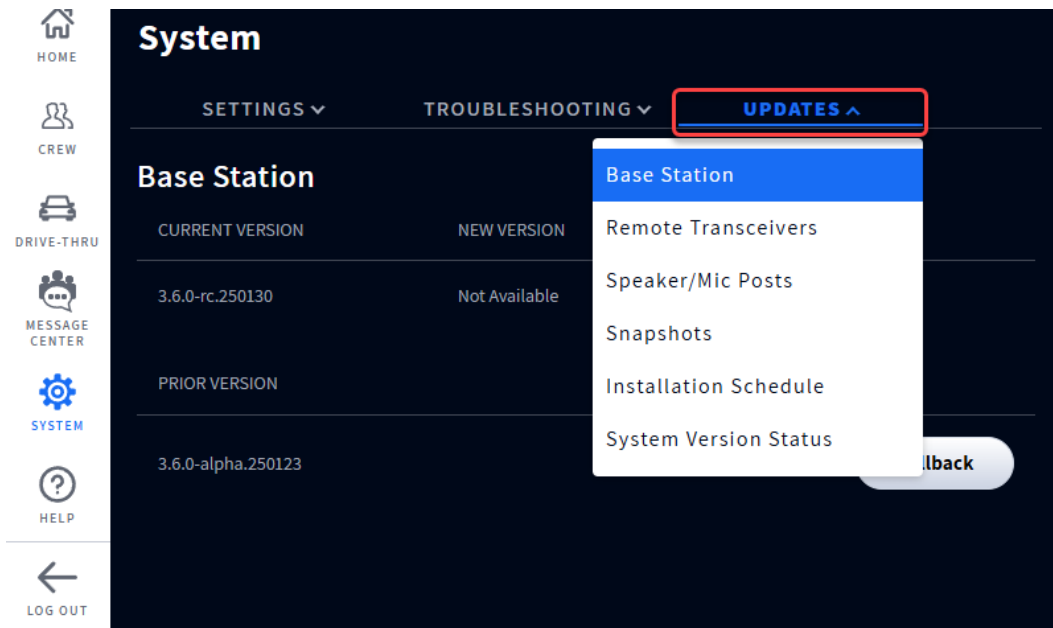 HOME
CREW
DRIVE-THRU
MESSAGE
CENTER
SYSTEM
HELP
LOG OUT
System
SETTINGS
TROUBLESHOOTING
UPDATES
Base Station
CURRENT VERSION
NEW VERSION
3.6.0-rc.250130
Not Available
PRIOR VERSION
3.6.0-alpha.250123
Base Station
Remote Transceivers
Speaker/Mic Posts
Snapshots
Installation Schedule
System Version Status